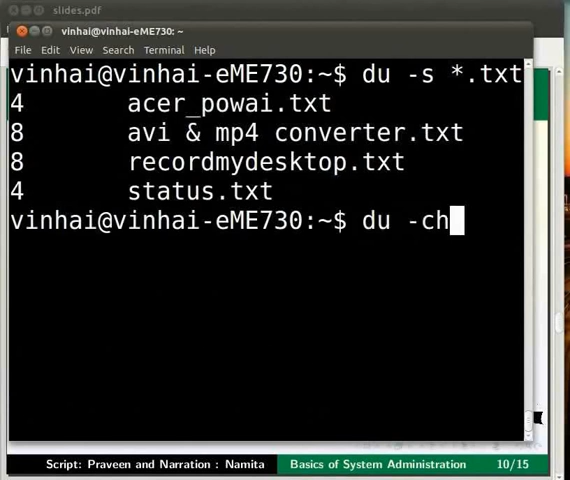 slides.pdf
vinhai@vinhai-eME730: ~
File Edit View Search Terminal Help
vinhai@vinhai-eME730:~$ du -s *.txt
4 acer_powai.txt
8 avi & mp4 converter.txt
8 recordmydesktop.txt
4 status.txt
vinhai@vinhai-eME730:~$ du -ch
Script: Praveen and Narration : Namita Basics of System Administration 10/15